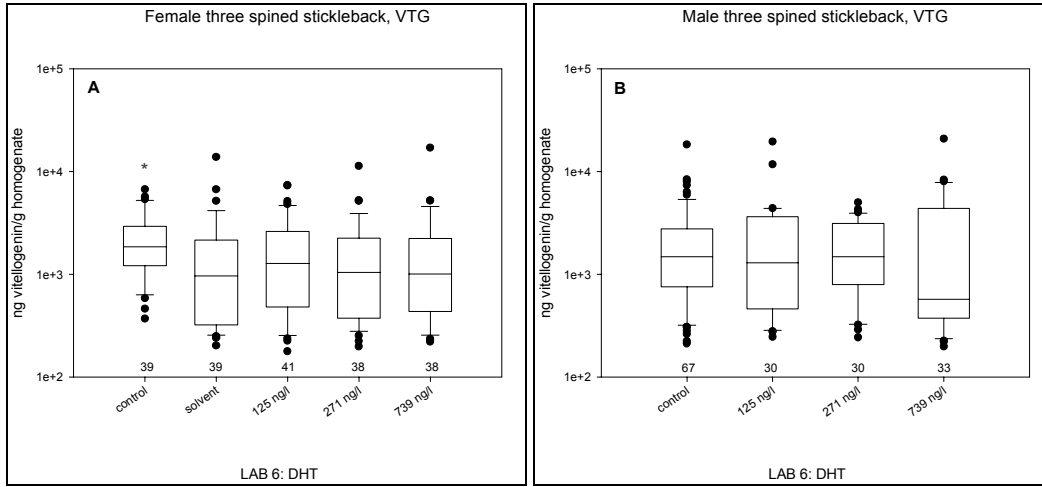 Female three spined stickleback, VTG
A
ng vitellogenin/g homogenate
1e+5
1e+4
1e+3
1e+2
*
39 39 41 38 38
control solvent 125 ng/l 271 ng/l 739 ng/l
LAB 6: DHT
Male three spined stickleback, VTG
B
ng vitellogenin/g homogenate
1e+5
1e+4
1e+3
1e+2
67 30 30 33
control 125 ng/l 271 ng/l 739 ng/l
LAB 6: DHT